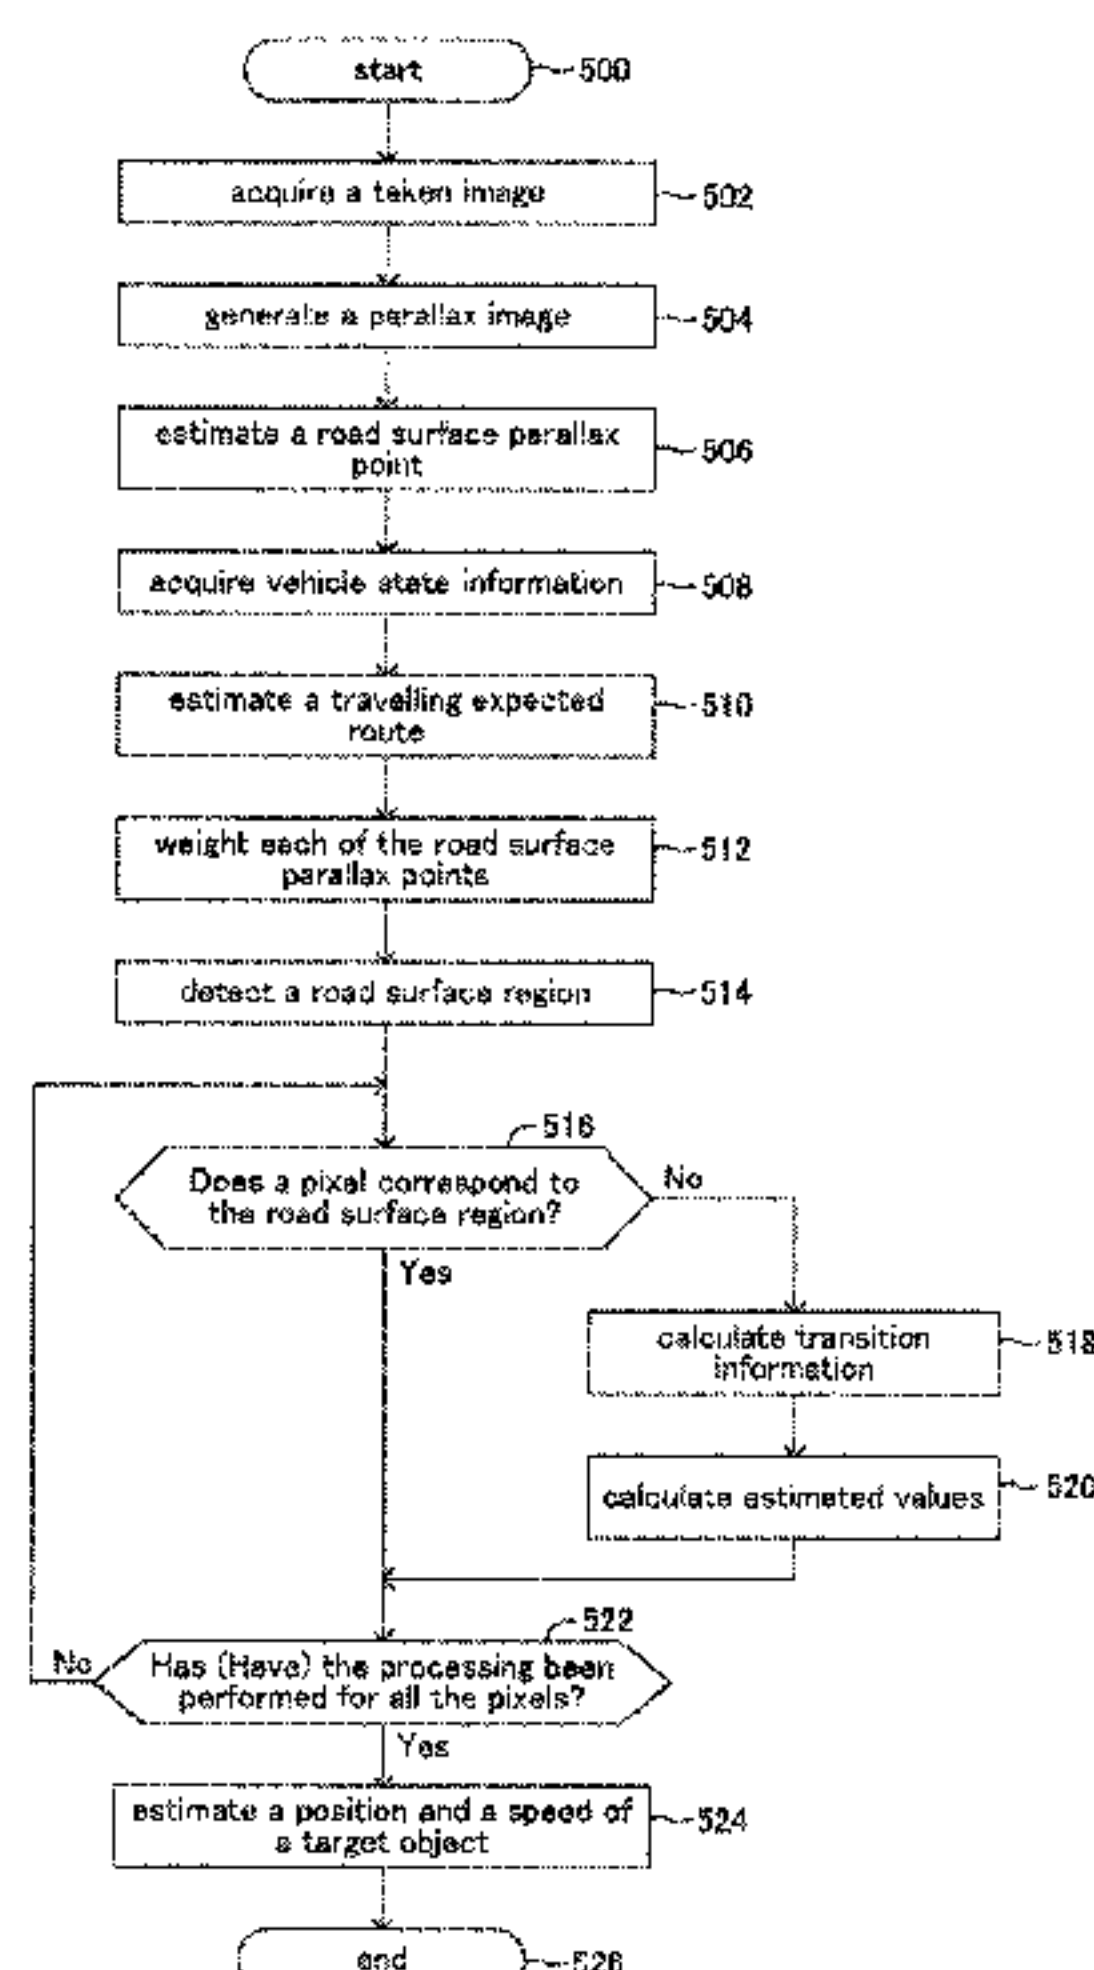 start
500
acquire a taken image
502
generate a parallax image
504
estimate a road surface parallax
point
506
acquire vehicle state information
508
estimate a travelling expected
route
510
weight each of the road surface
parallax points
512
detect a road surface region
514
516
Does a pixel correspond to
the road surface region?
No
Yes
calculate transition
information
518
calculate estimated values
520
522
Has (Have) the processing been
performed for all the pixels?
No
Yes
estimate a position and a speed of
a target object
524
end
526